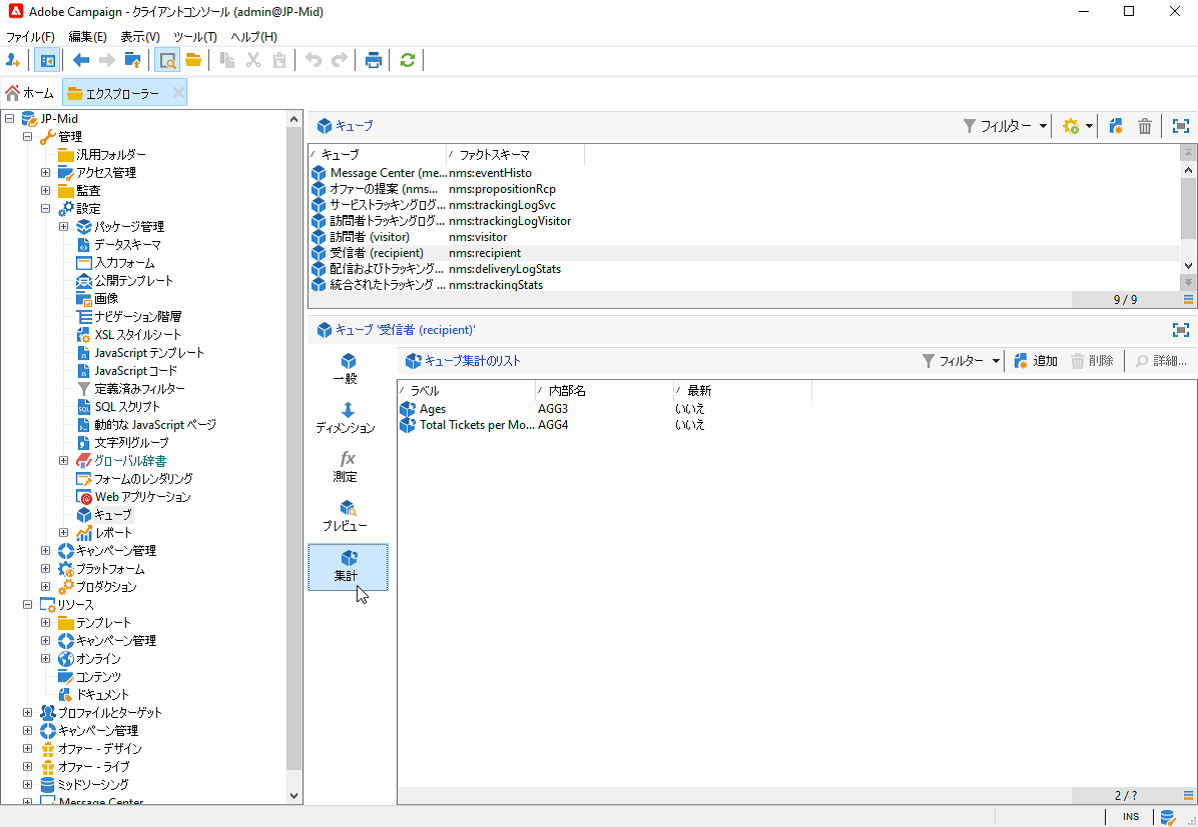 Adobe Campaign - クライアントコンソール (admin@JP-Mid)
ファイル(F) 編集(E) 表示(V) ツール(T) ヘルプ(H)
ホーム エクスプローラー
JP-Mid
管理
汎用フォルダー
アクセス管理
監査
設定
パッケージ管理
データスキーマ
入力フォーム
公開テンプレート
画像
ナビゲーション階層
XSL スタイルシート
JavaScript テンプレート
JavaScript コード
定義済みフィルター
SQL スクリプト
動的な JavaScript ページ
文字列グループ
グローバル辞書
フォームのレンダリング
Web アプリケーション
キューブ
レポート
キャンペーン管理
プラットフォーム
プロダクション
リソース
テンプレート
キャンペーン管理
オンライン
コンテンツ
ドキュメント
プロファイルとターゲット
キャンペーン管理
オファー - デザイン
オファー - ライブ
ミッドソーシング
Message Center
キューブ フィルター
キューブ ファクトスキーマ
Message Center (me... nms:eventHisto
オファーの提案 (nms... nms:propositionRcp
サービストラッキングログ... nms:trackingLogSvc
訪問者トラッキングログ... nms:trackingLogVisitor
訪問者 (visitor) nms:visitor
受信者 (recipient) nms:recipient
配信およびトラッキング... nms:deliveryLogStats
統合されたトラッキング ... nms:trackingStats
9 / 9
キューブ '受信者 (recipient)'
一般
ディメンション
fx
測定
プレビュー
集計
キューブ集計のリスト フィルター 追加 削除 詳細...
ラベル 内部名 最新
Ages AGG3 いいえ
Total Tickets per Mo... AGG4 いいえ
2 / ?
INS